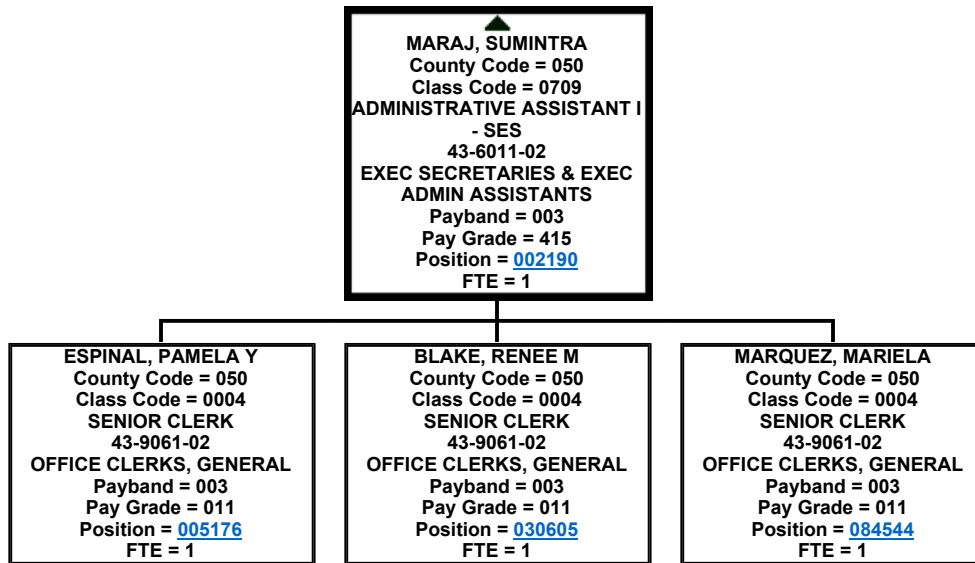 MARAJ, SUMINTRA
County Code = 050
Class Code = 0709
ADMINISTRATIVE ASSISTANT I
- SES
43-6011-02
EXEC SECRETARIES & EXEC
ADMIN ASSISTANTS
Payband = 003
Pay Grade = 415
Position = 002190
FTE = 1
ESPINAL, PAMELA Y
County Code = 050
Class Code = 0004
SENIOR CLERK
43-9061-02
OFFICE CLERKS, GENERAL
Payband = 003
Pay Grade = 011
Position = 005176
FTE = 1
BLAKE, RENEE M
County Code = 050
Class Code = 0004
SENIOR CLERK
43-9061-02
OFFICE CLERKS, GENERAL
Payband = 003
Pay Grade = 011
Position = 030605
FTE = 1
MARQUEZ, MARIELA
County Code = 050
Class Code = 0004
SENIOR CLERK
43-9061-02
OFFICE CLERKS, GENERAL
Payband = 003
Pay Grade = 011
Position = 084544
FTE = 1